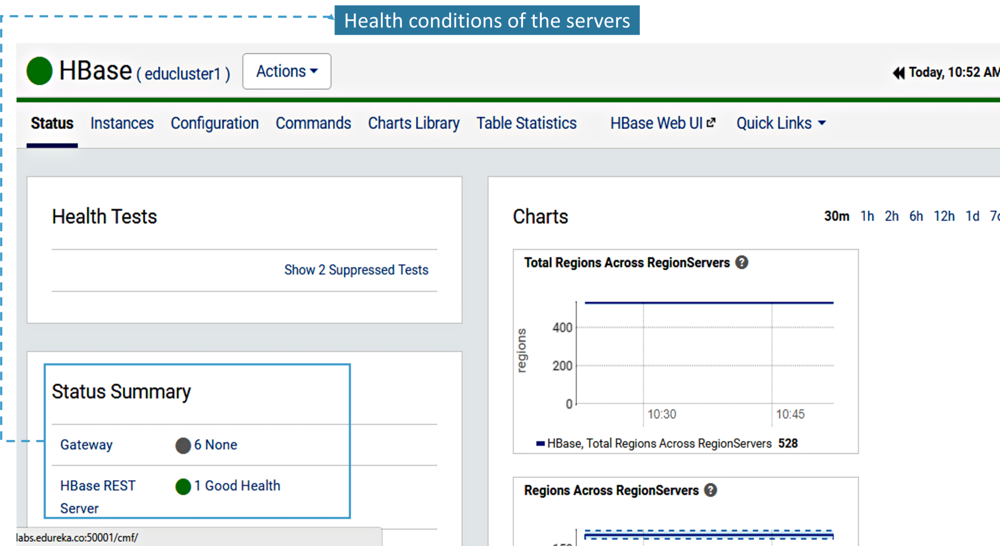 Health conditions of the servers
HBase ( educluster1 ) Actions
Today, 10:52 AM
Status Instances Configuration Commands Charts Library Table Statistics HBase Web UI Quick Links
Health Tests
Show 2 Suppressed Tests
Status Summary
Gateway 6 None
HBase REST 1 Good Health
Server
labs.edureka.co:50001/cmf/
Charts
30m 1h 2h 6h 12h 1d
Total Regions Across RegionServers ?
regions
400
200
0
10:30 10:45
HBase, Total Regions Across RegionServers 528
Regions Across RegionServers ?